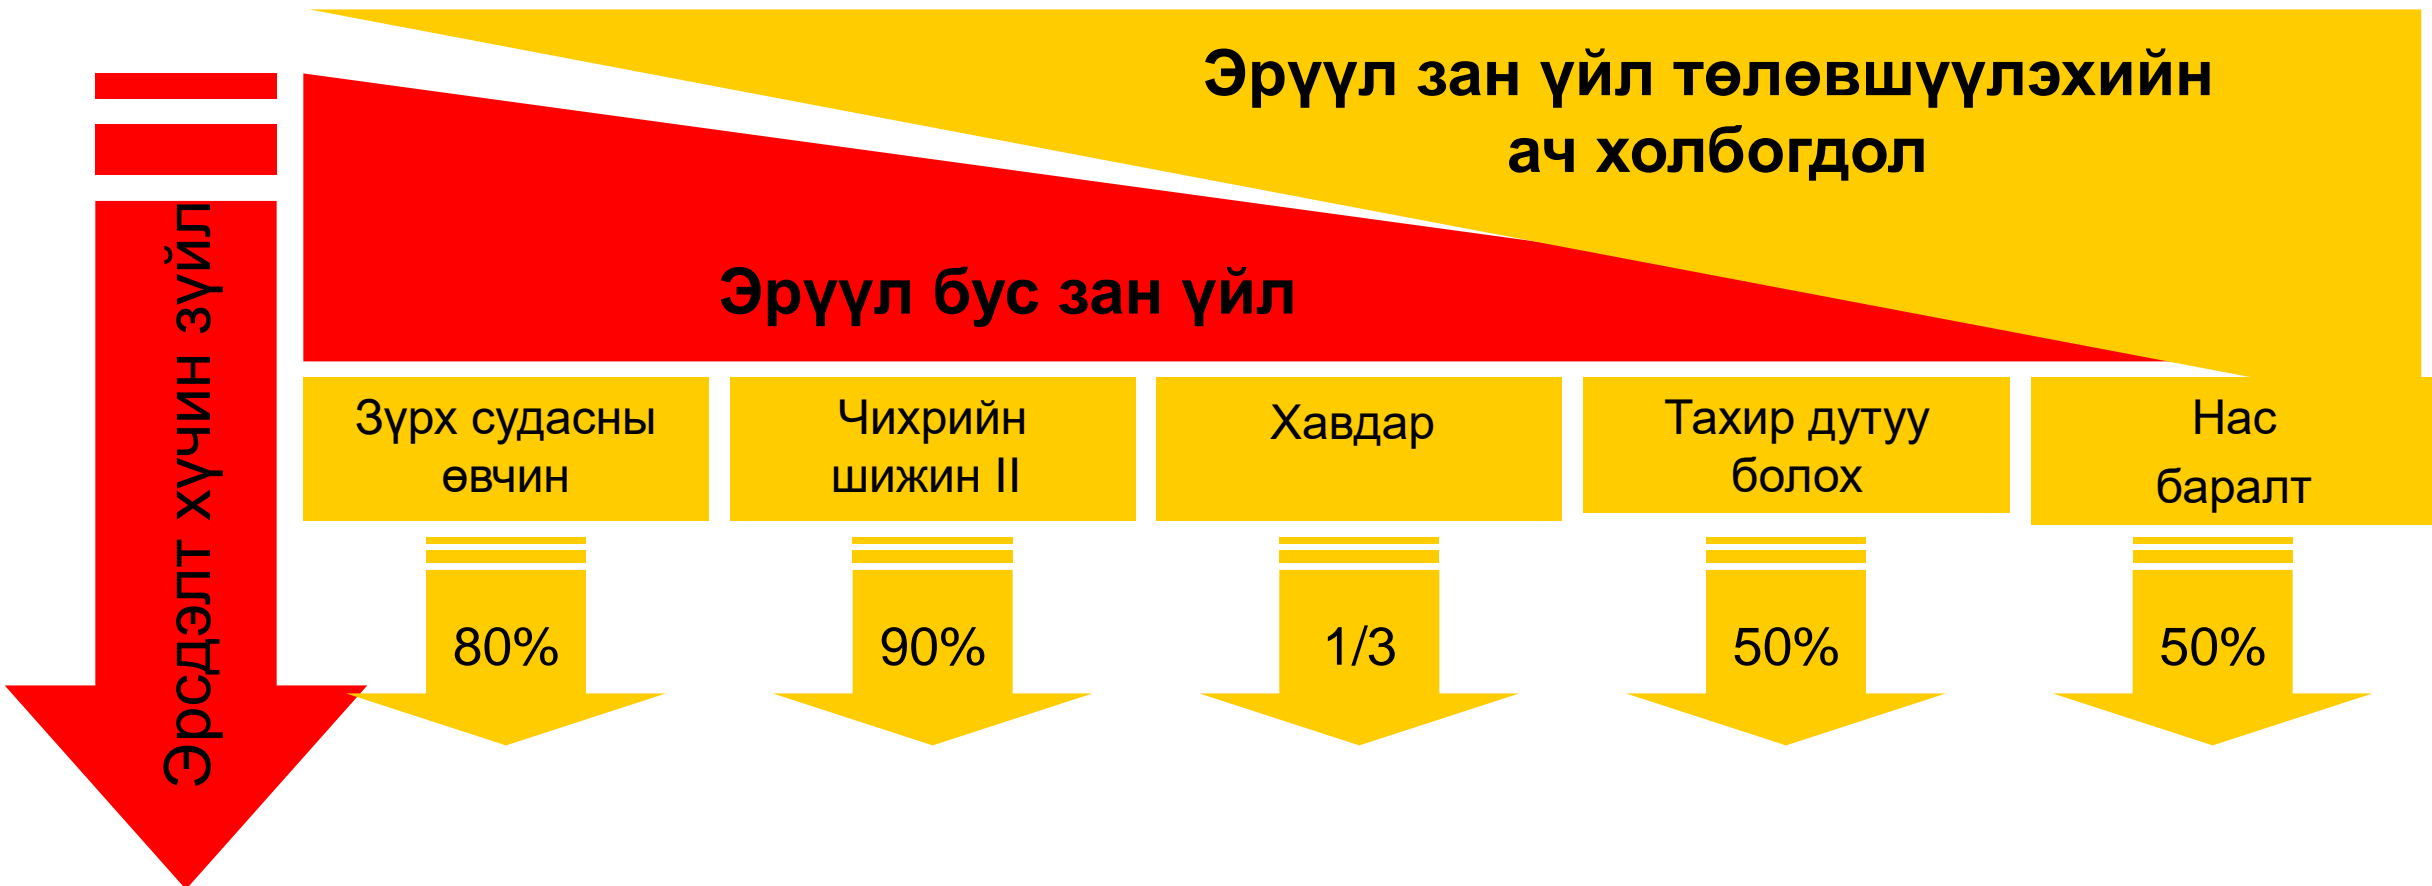 Эрүүл зан үйл төлөвшүүлэхийн
ач холбогдол
Эрсдэлт хүчин зүйл
Эрүүл бус зан үйл
Зүрх судасны
өвчин
Чихрийн
шижин II
Хавдар
Тахир дутуу
болох
Нас
баралт
80%
90%
1/3
50%
50%